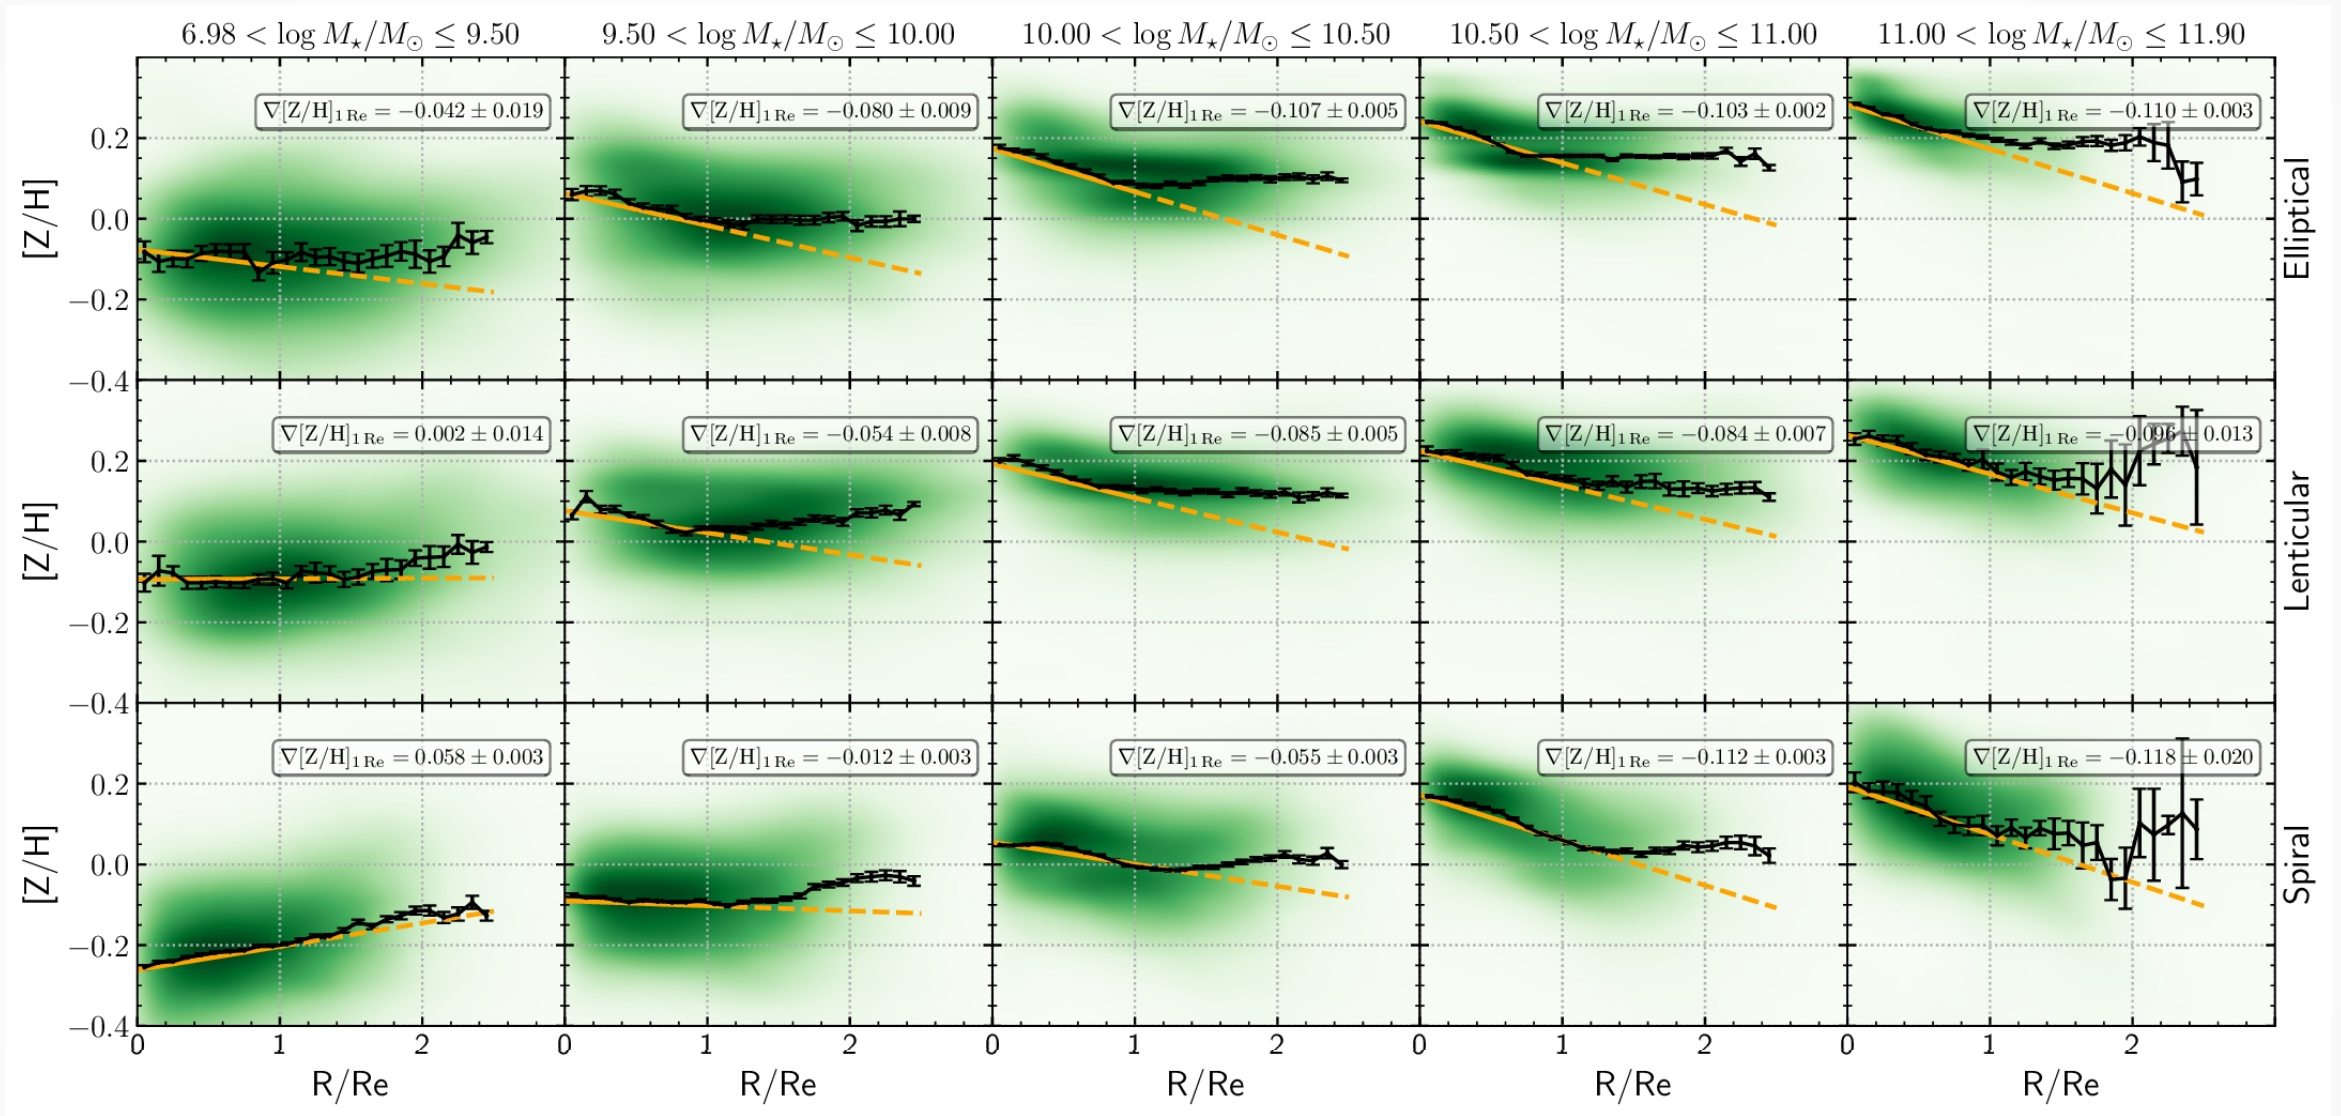 6.98 < log M⋆/M⊙ ≤ 9.50
9.50 < log M⋆/M⊙ ≤ 10.00
10.00 < log M⋆/M⊙ ≤ 10.50
10.50 < log M⋆/M⊙ ≤ 11.00
11.00 < log M⋆/M⊙ ≤ 11.90
∇[Z/H]1 Re = −0.042 ± 0.019
∇[Z/H]1 Re = −0.080 ± 0.009
∇[Z/H]1 Re = −0.107 ± 0.005
∇[Z/H]1 Re = −0.103 ± 0.002
∇[Z/H]1 Re = −0.110 ± 0.003
0.2
0.0
−0.2
−0.4
[Z/H]
Elliptical
∇[Z/H]1 Re = 0.002 ± 0.014
∇[Z/H]1 Re = −0.054 ± 0.008
∇[Z/H]1 Re = −0.085 ± 0.005
∇[Z/H]1 Re = −0.084 ± 0.007
∇[Z/H]1 Re = −0.096 ± 0.013
0.2
0.0
−0.2
−0.4
[Z/H]
Lenticular
∇[Z/H]1 Re = 0.058 ± 0.003
∇[Z/H]1 Re = −0.012 ± 0.003
∇[Z/H]1 Re = −0.055 ± 0.003
∇[Z/H]1 Re = −0.112 ± 0.003
∇[Z/H]1 Re = −0.118 ± 0.020
0.2
0.0
−0.2
−0.4
[Z/H]
Spiral
0 1 2
0 1 2
0 1 2
0 1 2
0 1 2
R/Re
R/Re
R/Re
R/Re
R/Re